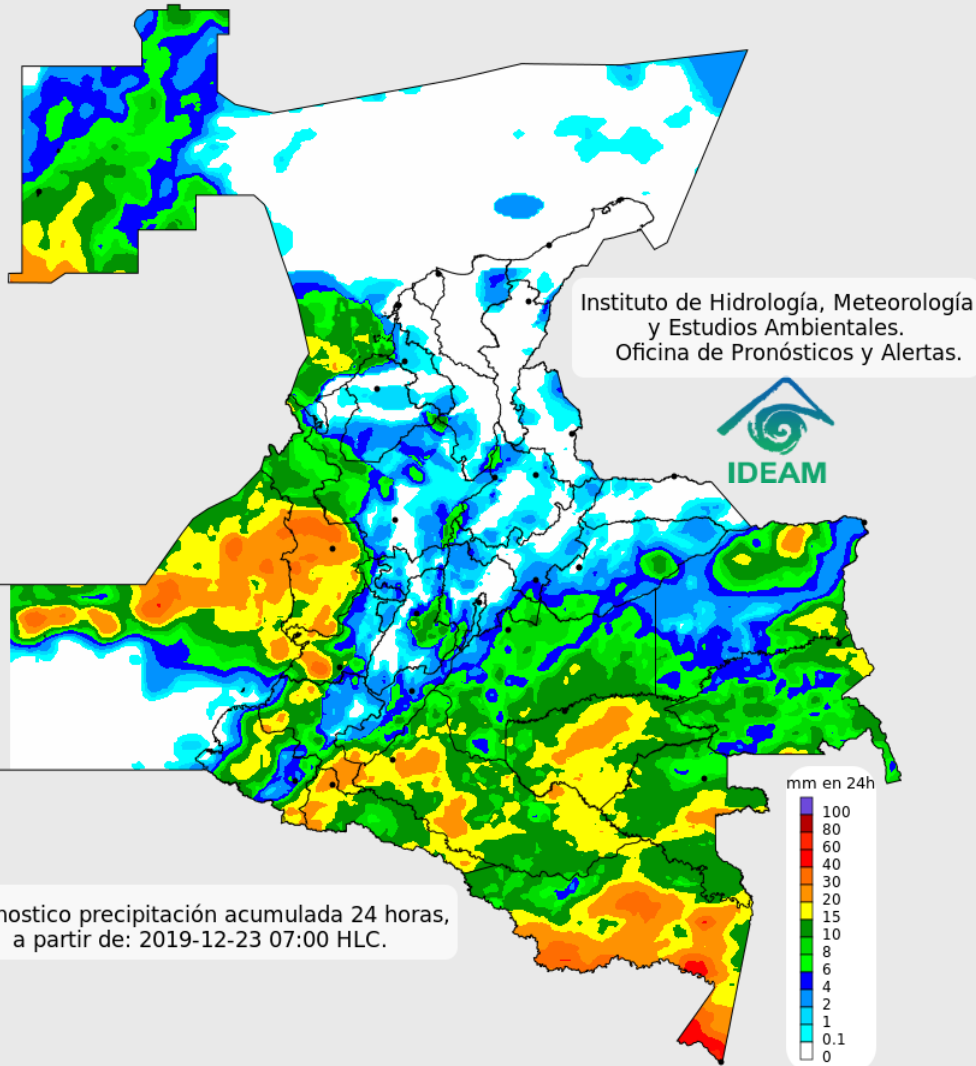 Instituto de Hidrología, Meteorología
y Estudios Ambientales.
Oficina de Pronósticos y Alertas.
IDEAM
mm en 24h
100
80
60
40
30
20
15
10
8
6
4
2
1
0.1
0
nostico precipitación acumulada 24 horas,
a partir de: 2019-12-23 07:00 HLC.